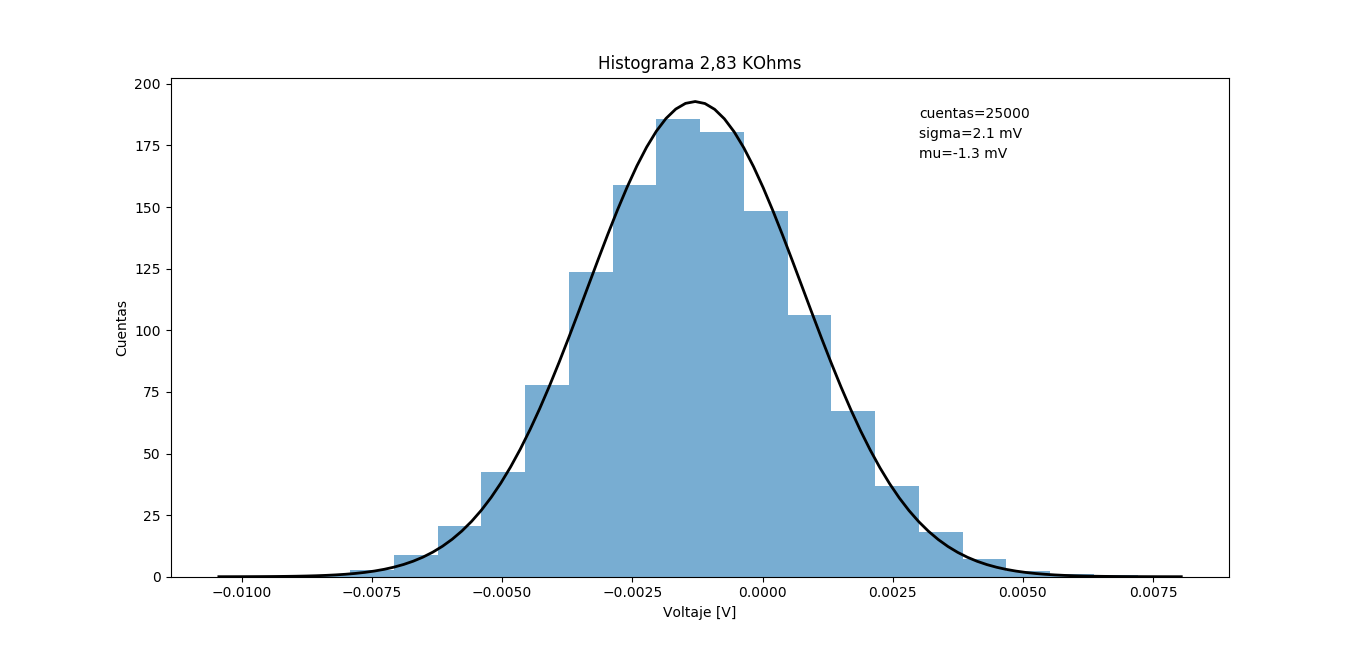 Histograma 2,83 KOhms
cuentas=25000
sigma=2.1 mV
mu=-1.3 mV
Cuentas
200
175
150
125
100
75
50
25
0
−0.0100 −0.0075 −0.0050 −0.0025 0.0000 0.0025 0.0050 0.0075
Voltaje [V]